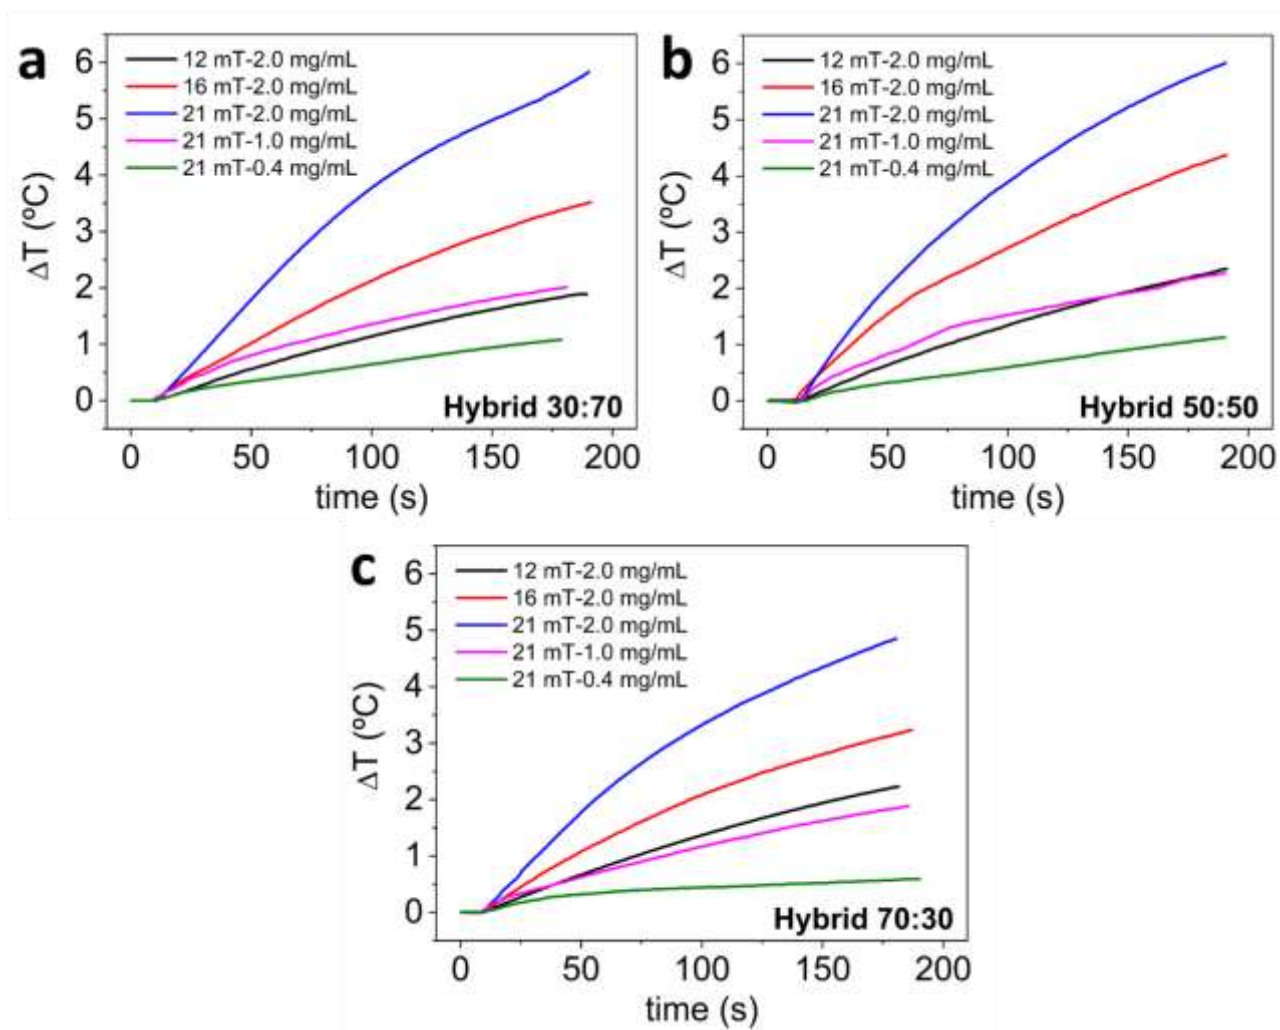 a
12 mT-2.0 mg/mL
16 mT-2.0 mg/mL
21 mT-2.0 mg/mL
21 mT-1.0 mg/mL
21 mT-0.4 mg/mL
6
5
4
3
2
1
0
ΔT (ºC)
Hybrid 30:70
0 50 100 150 200
time (s)
b
12 mT-2.0 mg/mL
16 mT-2.0 mg/mL
21 mT-2.0 mg/mL
21 mT-1.0 mg/mL
21 mT-0.4 mg/mL
6
5
4
3
2
1
0
ΔT (ºC)
Hybrid 50:50
0 50 100 150 200
time (s)
c
12 mT-2.0 mg/mL
16 mT-2.0 mg/mL
21 mT-2.0 mg/mL
21 mT-1.0 mg/mL
21 mT-0.4 mg/mL
6
5
4
3
2
1
0
ΔT (ºC)
Hybrid 70:30
0 50 100 150 200
time (s)